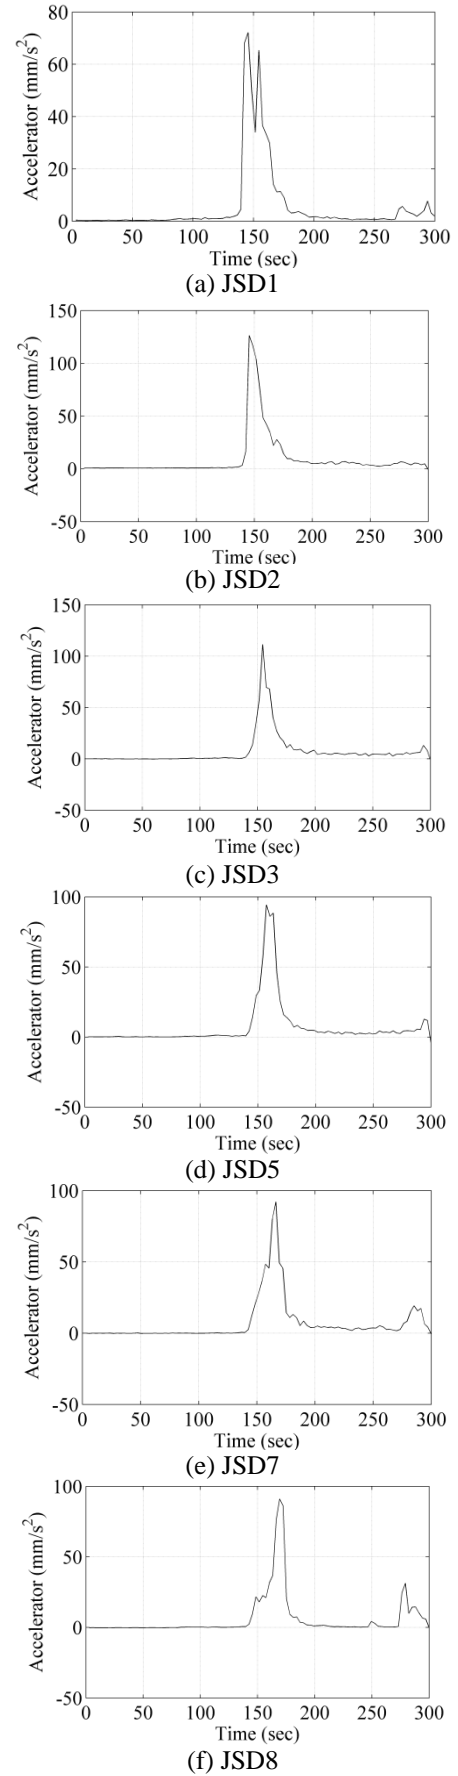 80
60
40
20
0
Accelerator (mm/s²)
0 50 100 150 200 250 300
Time (sec)
(a) JSD1
150
100
50
0
-50
Accelerator (mm/s²)
0 50 100 150 200 250 300
Time (sec)
(b) JSD2
150
100
50
0
-50
Accelerator (mm/s²)
0 50 100 150 200 250 300
Time (sec)
(c) JSD3
100
50
0
-50
Accelerator (mm/s²)
0 50 100 150 200 250 300
Time (sec)
(d) JSD5
100
50
0
-50
Accelerator (mm/s²)
0 50 100 150 200 250 300
Time (sec)
(e) JSD7
100
50
0
-50
Accelerator (mm/s²)
0 50 100 150 200 250 300
Time (sec)
(f) JSD8